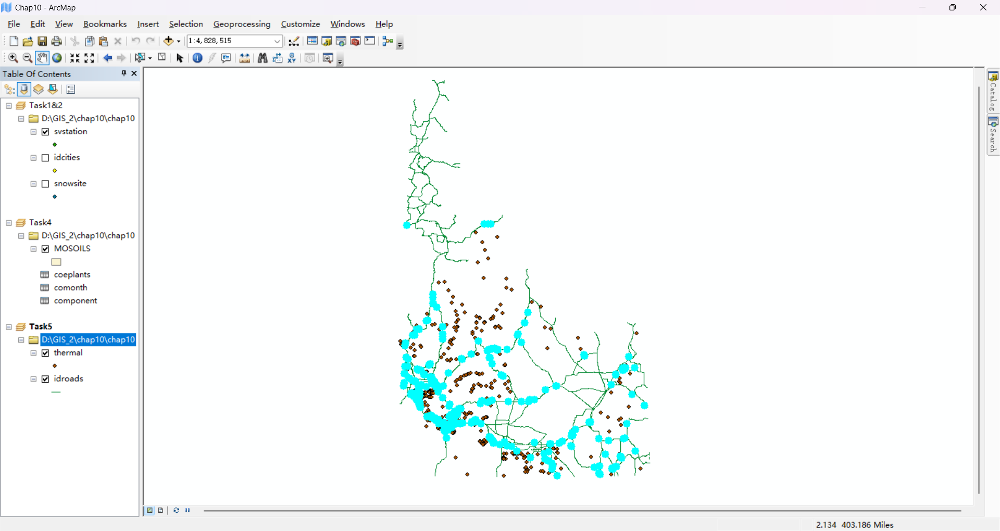 Chap10 - ArcMap
File Edit View Bookmarks Insert Selection Geoprocessing Customize Windows Help
1:4,828,515
Table Of Contents
Task1&2
D:\GIS_2\chap10\chap10
svstation
idcities
snowsite
Task4
D:\GIS_2\chap10\chap10
MOSOILS
coeplants
comonth
component
Task5
D:\GIS_2\chap10\chap10
thermal
idroads
Catalog
Search
2.134 403.186 Miles